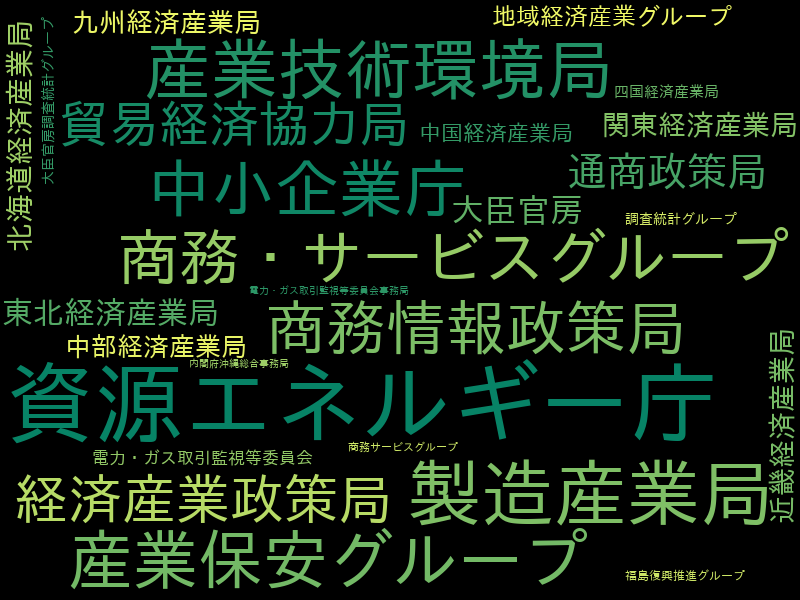 九州経済産業局
地域経済産業グループ
北海道経済産業局
大臣官房調査統計グループ
産業技術環境局
四国経済産業局
貿易経済協力局
中国経済産業局
関東経済産業局
中小企業庁
通商政策局
大臣官房
調査統計グループ
商務・サービスグループ
電力・ガス取引監視等委員会事務局
東北経済産業局
商務情報政策局
中部経済産業局
内閣府沖縄総合事務局
近畿経済産業局
資源エネルギー庁
商務サービスグループ
電力・ガス取引監視等委員会
経済産業政策局
製造産業局
産業保安グループ
福島復興推進グループ